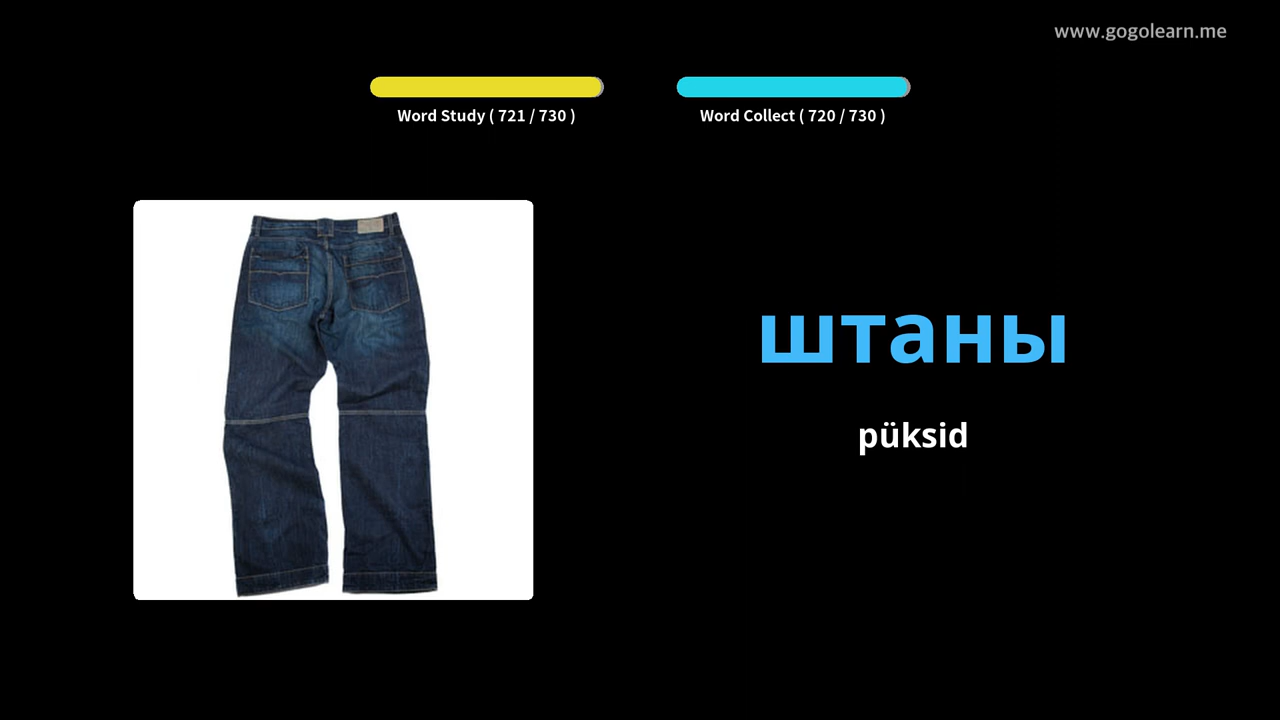 www.gogolearn.me
Word Study ( 721 / 730 )
Word Collect ( 720 / 730 )
штаны
püksid